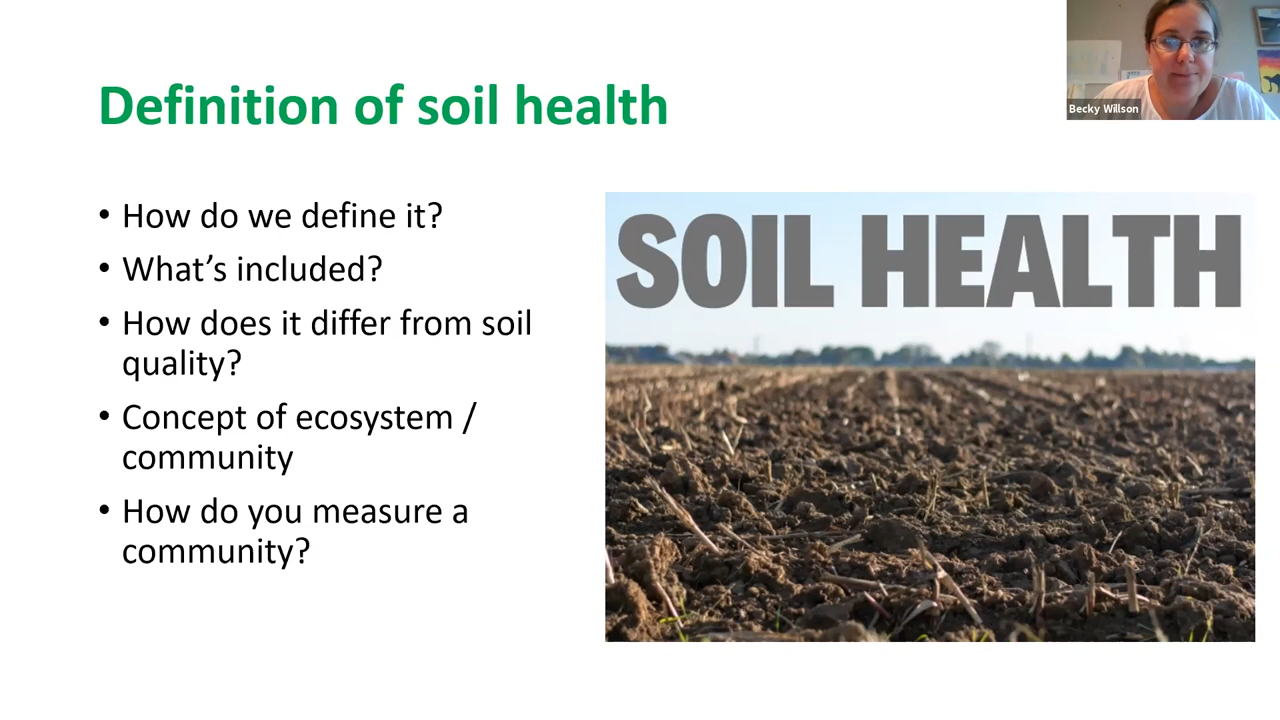 Definition of soil health
Becky Willson
• How do we define it?
• What’s included?
• How does it differ from soil
quality?
• Concept of ecosystem /
community
• How do you measure a
community?
SOIL HEALTH